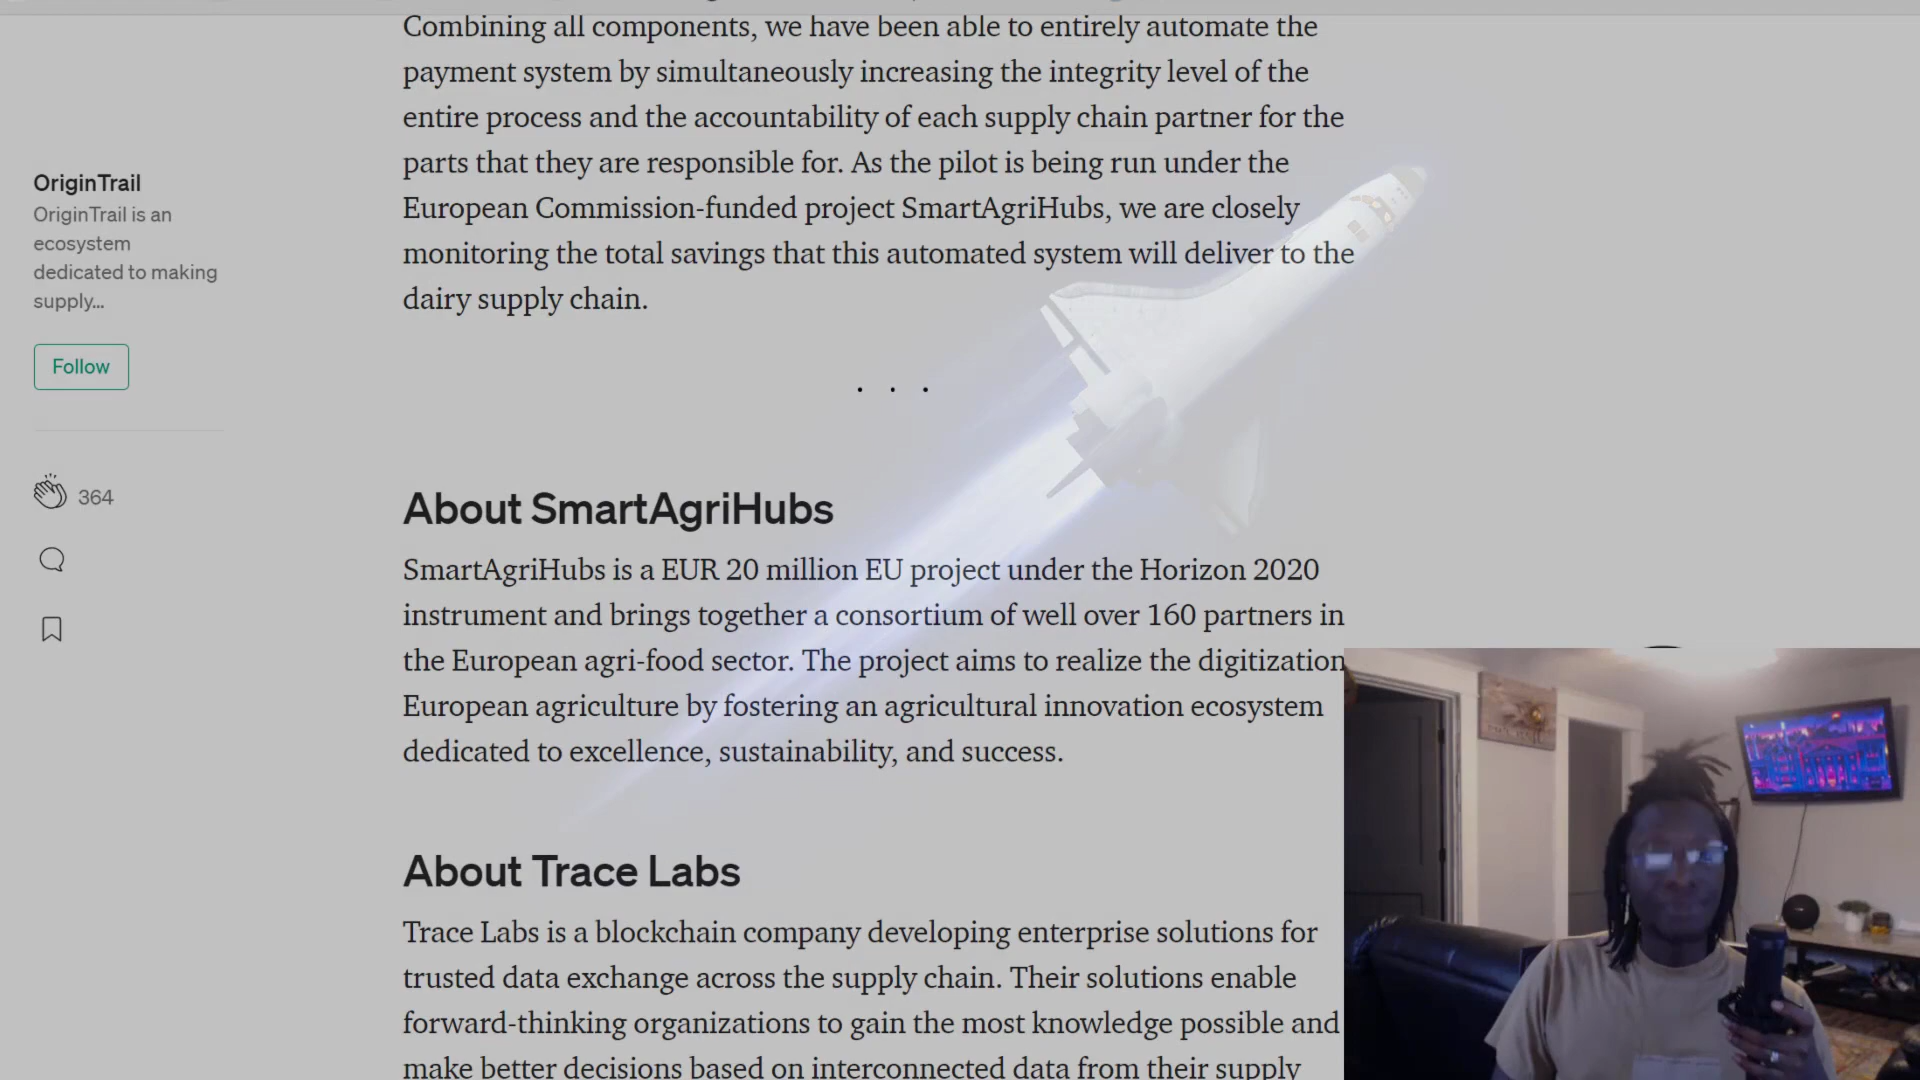 Combining all components, we have been able to entirely automate the
payment system by simultaneously increasing the integrity level of the
entire process and the accountability of each supply chain partner for the
parts that they are responsible for. As the pilot is being run under the
European Commission-funded project SmartAgriHubs, we are closely
monitoring the total savings that this automated system will deliver to the
dairy supply chain.
OriginTrail
OriginTrail is an
ecosystem
dedicated to making
supply...
Follow
364
. . .
About SmartAgriHubs
SmartAgriHubs is a EUR 20 million EU project under the Horizon 2020
instrument and brings together a consortium of well over 160 partners in
the European agri-food sector. The project aims to realize the digitization
European agriculture by fostering an agricultural innovation ecosystem
dedicated to excellence, sustainability, and success.
About Trace Labs
Trace Labs is a blockchain company developing enterprise solutions for
trusted data exchange across the supply chain. Their solutions enable
forward-thinking organizations to gain the most knowledge possible and
make better decisions based on interconnected data from their supply